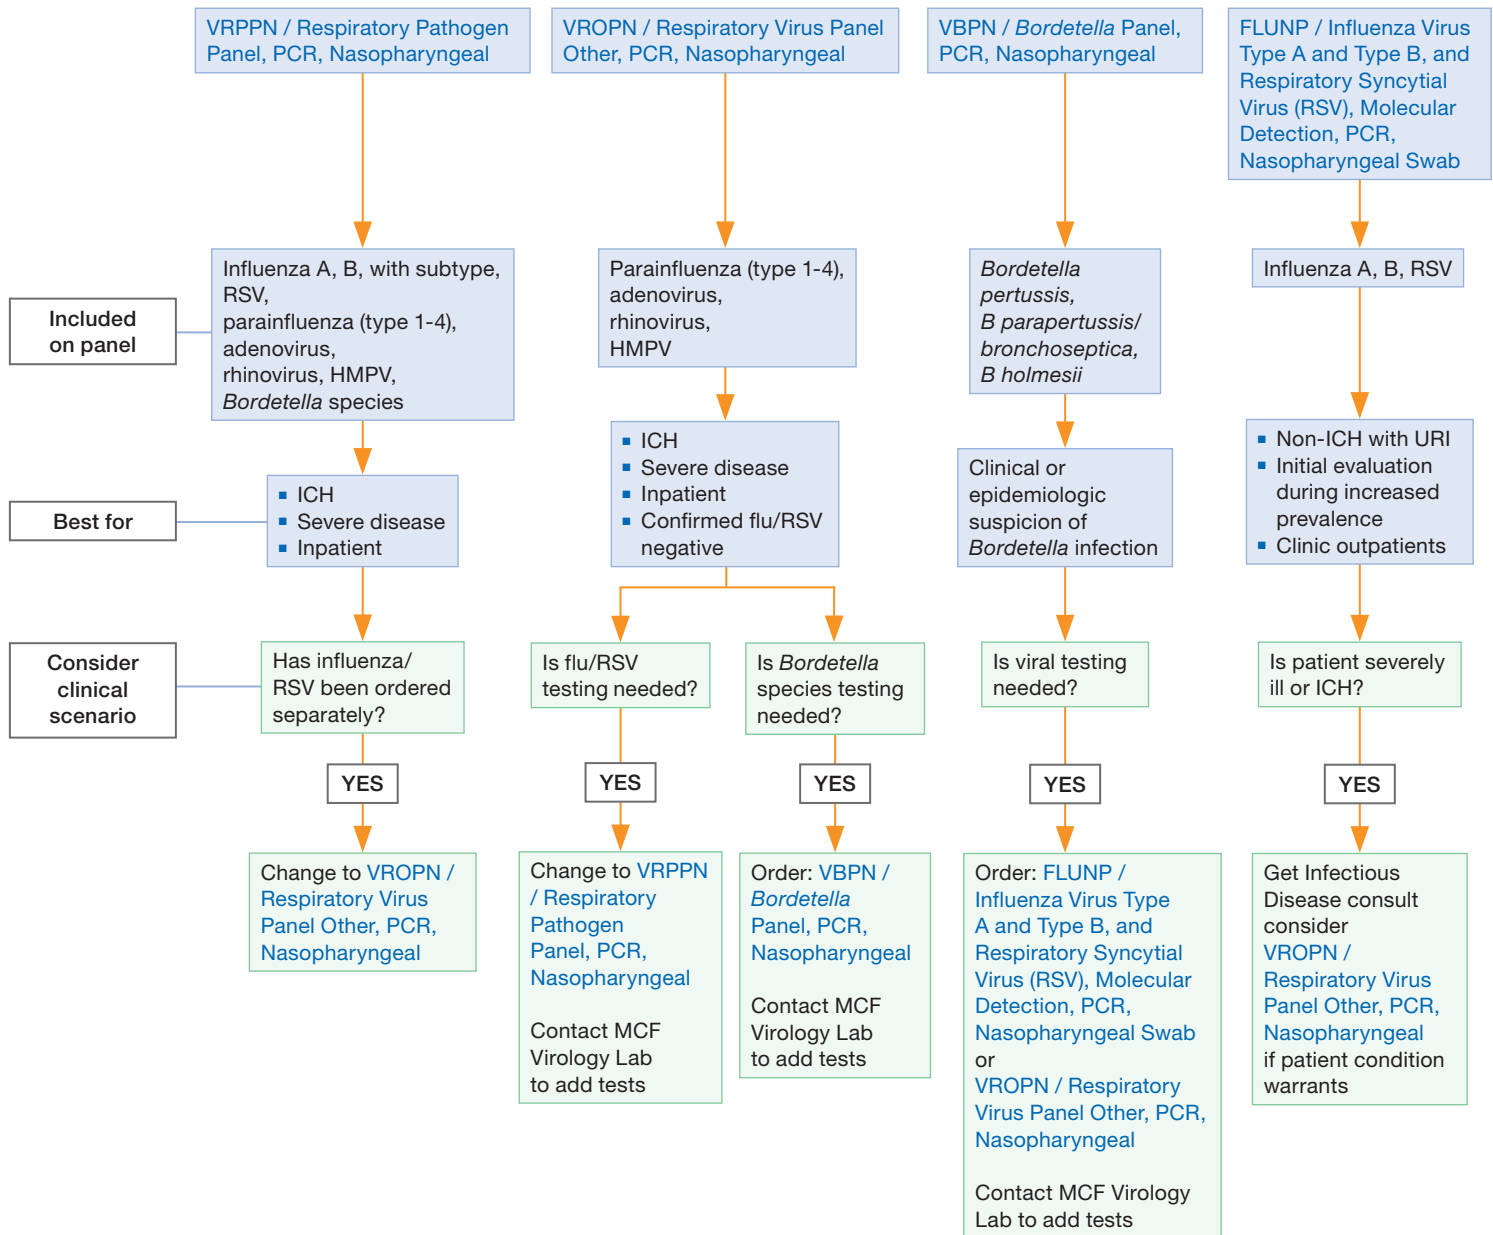 VRPPN / Respiratory Pathogen
Panel, PCR, Nasopharyngeal
VROPN / Respiratory Virus Panel
Other, PCR, Nasopharyngeal
VBPN / Bordetella Panel,
PCR, Nasopharyngeal
FLUNP / Influenza Virus
Type A and Type B, and
Respiratory Syncytial
Virus (RSV), Molecular
Detection, PCR,
Nasopharyngeal Swab
Included
on panel
Influenza A, B, with subtype,
RSV,
parainfluenza (type 1-4),
adenovirus,
rhinovirus, HMPV,
Bordetella species
Parainfluenza (type 1-4),
adenovirus,
rhinovirus,
HMPV
Bordetella
pertussis,
B parapertussis/
bronchoseptica,
B holmesii
Influenza A, B, RSV
Best for
▪ ICH
▪ Severe disease
▪ Inpatient
▪ ICH
▪ Severe disease
▪ Inpatient
▪ Confirmed flu/RSV
negative
Clinical or
epidemiologic
suspicion of
Bordetella infection
▪ Non-ICH with URI
▪ Initial evaluation
during increased
prevalence
▪ Clinic outpatients
Consider
clinical
scenario
Has influenza/
RSV been ordered
separately?
Is flu/RSV
testing needed?
Is Bordetella
species testing
needed?
Is viral testing
needed?
Is patient severely
ill or ICH?
YES
YES
YES
YES
YES
Change to VROPN /
Respiratory Virus
Panel Other, PCR,
Nasopharyngeal
Change to VRPPN
/ Respiratory
Pathogen
Panel, PCR,
Nasopharyngeal
Contact MCF
Virology Lab
to add tests
Order: VBPN /
Bordetella
Panel, PCR,
Nasopharyngeal
Contact MCF
Virology Lab
to add tests
Order: FLUNP /
Influenza Virus Type
A and Type B, and
Respiratory Syncytial
Virus (RSV), Molecular
Detection, PCR,
Nasopharyngeal Swab
or
VROPN / Respiratory
Virus Panel Other, PCR,
Nasopharyngeal
Contact MCF Virology
Lab to add tests
Get Infectious
Disease consult
consider
VROPN /
Respiratory Virus
Panel Other, PCR,
Nasopharyngeal
if patient condition
warrants